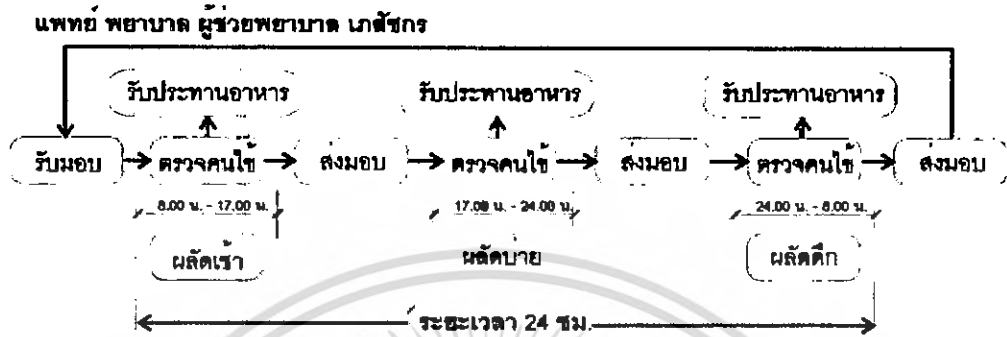 แพทย์ พยาบาล ผู้ช่วยพยาบาล เภสัชกร
รับประทานอาหาร รับประทานอาหาร รับประทานอาหาร
รับมอบ ตรวจคนไข้ ส่งมอบ ตรวจคนไข้ ส่งมอบ ตรวจคนไข้ ส่งมอบ
8.00 น. - 17.00 น. 17.00 น. - 24.00 น. 24.00 น. - 8.00 น.
ผลัดเช้า ผลัดบ่าย ผลัดดึก
ระยะเวลา 24 ชม.